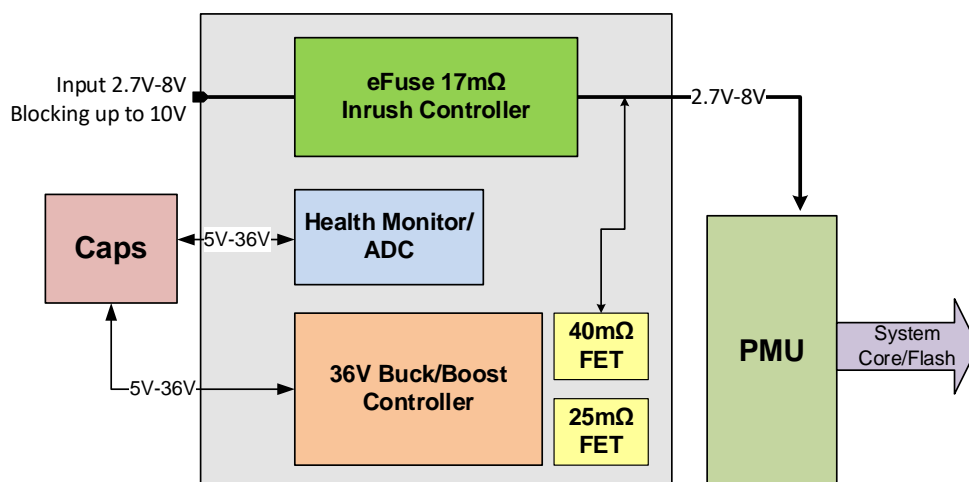 Input 2.7V-8V
Blocking up to 10V
eFuse 17mΩ
Inrush Controller
2.7V-8V
Caps
5V-36V
Health Monitor/
ADC
5V-36V
36V Buck/Boost
Controller
40mΩ
FET
25mΩ
FET
PMU
System
Core/Flash